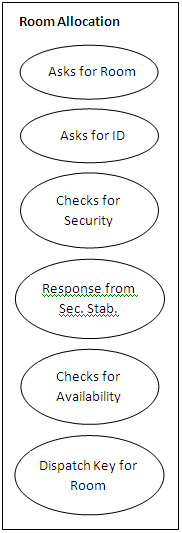 Room Allocation
Asks for Room
Asks for ID
Checks for
Security
Response from
Sec. Stab.
Checks for
Availability
Dispatch Key for
Room